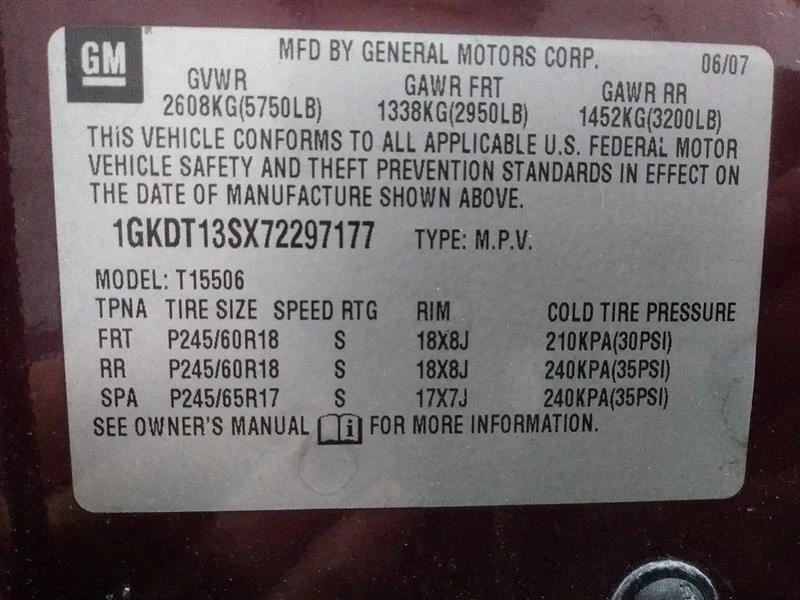 GM
MFD BY GENERAL MOTORS CORP. 06/07
GVWR GAWR FRT GAWR RR
2608KG(5750LB) 1338KG(2950LB) 1452KG(3200LB)
THIS VEHICLE CONFORMS TO ALL APPLICABLE U.S. FEDERAL MOTOR
VEHICLE SAFETY AND THEFT PREVENTION STANDARDS IN EFFECT ON
THE DATE OF MANUFACTURE SHOWN ABOVE.
1GKDT13SX72297177 TYPE: M.P.V.
MODEL: T15506
TPNA TIRE SIZE SPEED RTG RIM COLD TIRE PRESSURE
FRT P245/60R18 S 18X8J 210KPA(30PSI)
RR P245/60R18 S 18X8J 240KPA(35PSI)
SPA P245/65R17 S 17X7J 240KPA(35PSI)
SEE OWNER'S MANUAL i FOR MORE INFORMATION.